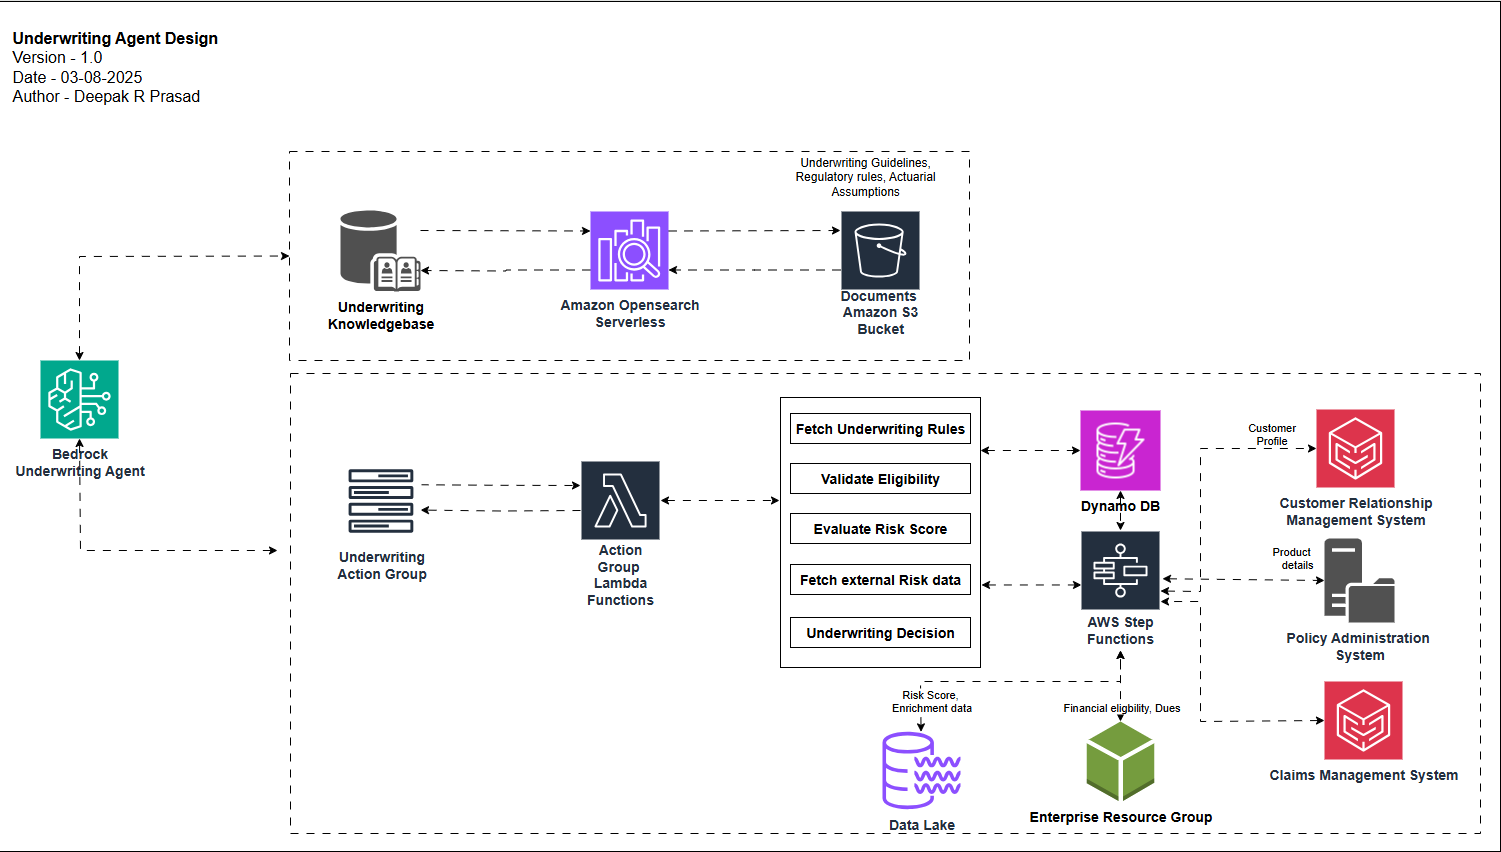 Underwriting Agent Design
Version - 1.0
Date - 03-08-2025
Author - Deepak R Prasad
Underwriting Guidelines,
Regulatory rules, Actuarial
Assumptions
Underwriting
Knowledgebase
Amazon Opensearch
Serverless
Documents
Amazon S3
Bucket
Bedrock
Underwriting Agent
Underwriting
Action Group
Action
Group
Lambda
Functions
Fetch Underwriting Rules
Validate Eligibility
Evaluate Risk Score
Fetch external Risk data
Underwriting Decision
Dynamo DB
AWS Step
Functions
Customer
Profile
Customer Relationship
Management System
Product
details
Policy Administration
System
Risk Score,
Enrichment data
Financial eligbility, Dues
Data Lake
Enterprise Resource Group
Claims Management System